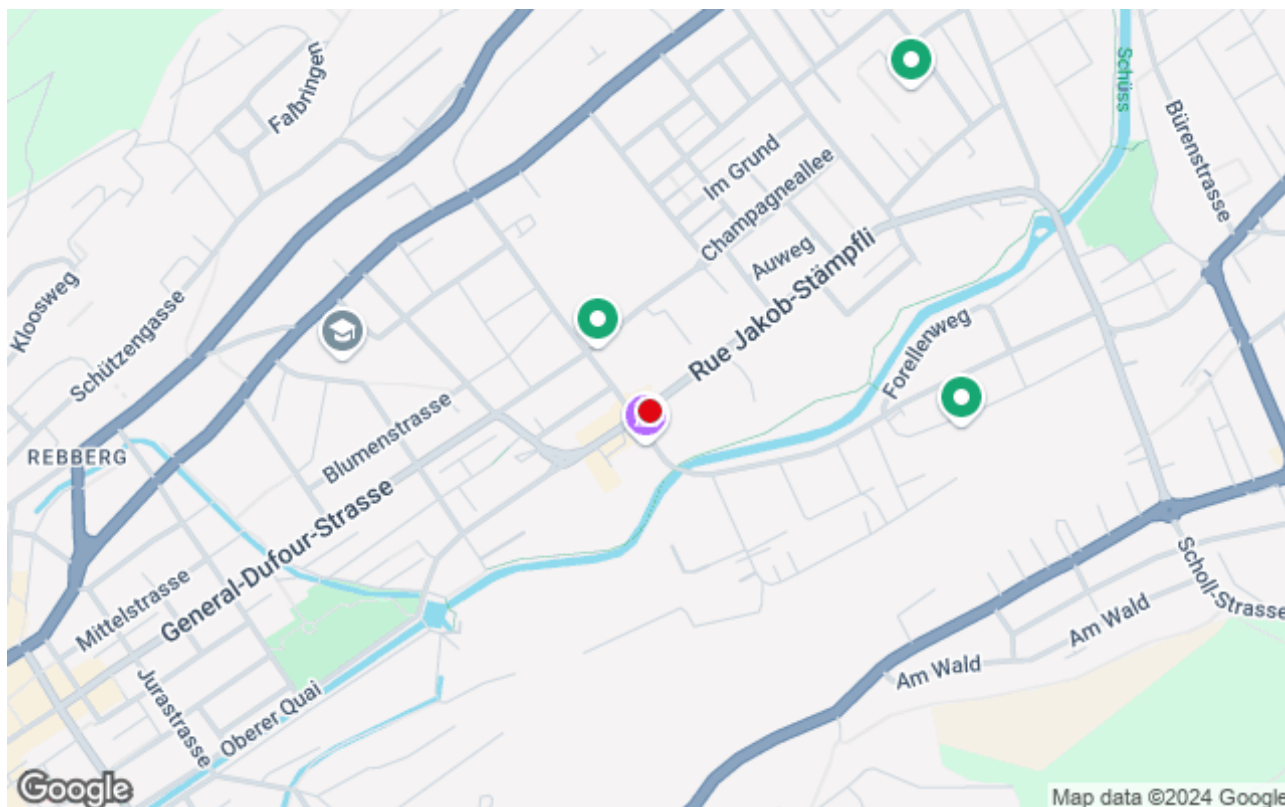 Falbringen
Schüss
Bürenstrasse
Im Grund
Champagneallee
Auweg
Rue Jakob-Stämpfli
Kloosweg
Schützengasse
Forellenweg
Blumenstrasse
REBBERG
General-Dufour-Strasse
Mittelstrasse
Scholl-Strasse
Am Wald
Am Wald
Jurastrasse
Oberer Quai
Google
Map data ©2024 Google